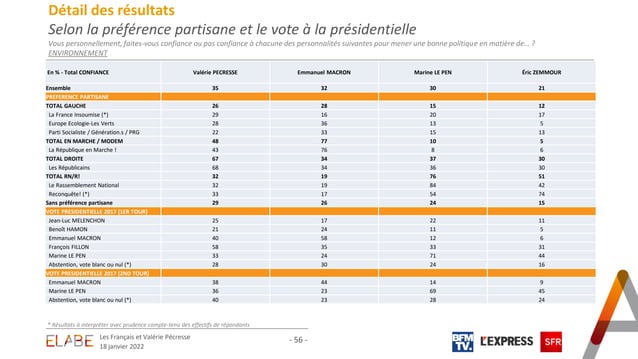 Détail des résultats
Selon la préférence partisane et le vote à la présidentielle
Vous personnellement, faites-vous confiance ou pas confiance à chacune des personnalités suivantes pour mener une bonne politique en matière de... ?
ENVIRONNEMENT
En % - Total CONFIANCE Valérie PECRESSE Emmanuel MACRON Marine LE PEN Éric ZEMMOUR
Ensemble 35 32 30 21
PREFERENCE PARTISANE
TOTAL GAUCHE 26 28 15 12
La France Insoumise (*) 29 16 20 17
Europe Ecologie-Les Verts 28 36 13 5
Parti Socialiste / Génération.s / PRG 22 33 15 13
TOTAL EN MARCHE / MODEM 48 77 10 5
La République en Marche ! 43 76 8 6
TOTAL DROITE 67 34 37 30
Les Républicains 68 34 36 30
TOTAL RN/R! 32 19 76 51
Le Rassemblement National 32 19 84 42
Reconquête! (*) 33 17 54 74
Sans préférence partisane 29 26 24 15
VOTE PRESIDENTIELLE 2017 (1ER TOUR)
Jean-Luc MELENCHON 25 17 22 11
Benoît HAMON 21 24 11 5
Emmanuel MACRON 40 58 12 6
François FILLON 58 35 33 31
Marine LE PEN 33 24 71 44
Abstention, vote blanc ou nul (*) 28 30 24 16
VOTE PRESIDENTIELLE 2017 (2ND TOUR)
Emmanuel MACRON 38 44 14 9
Marine LE PEN 36 23 69 45
Abstention, vote blanc ou nul (*) 40 23 28 24
* Résultats à interpréter avec prudence compte-tenu des effectifs de répondants
ELABE Les Français et Valérie Pécresse
18 janvier 2022
- 56 -
BFM TV. L'EXPRESS SFR